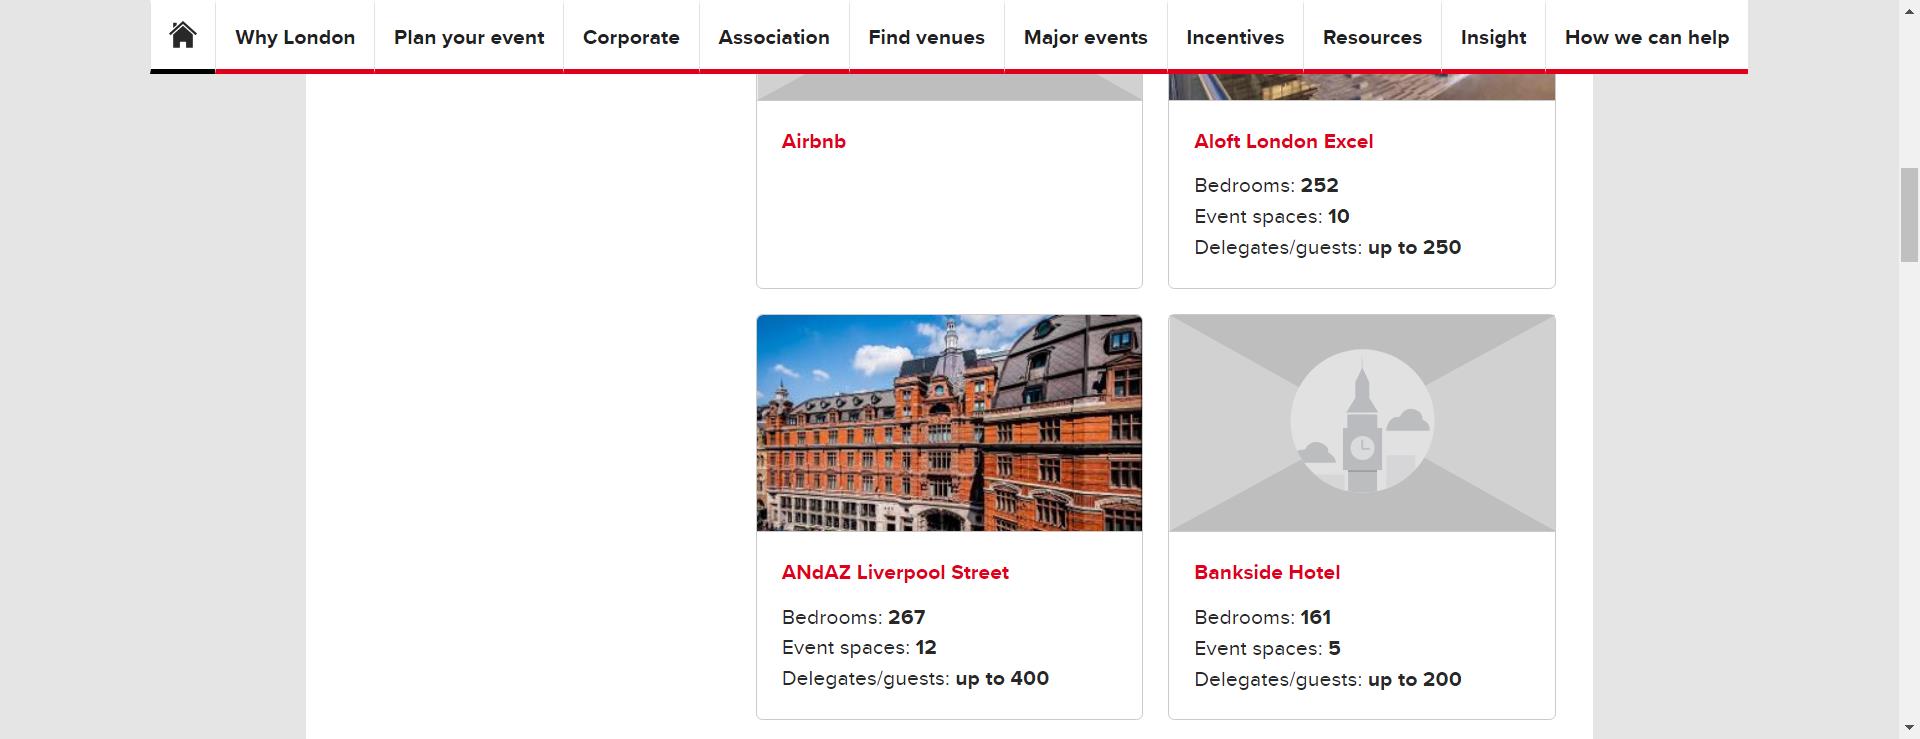 Why London
Plan your event
Corporate
Association
Find venues
Major events
Incentives
Resources
Insight
How we can help
Airbnb
Aloft London Excel
Bedrooms: 252
Event spaces: 10
Delegates/guests: up to 250
ANdAZ Liverpool Street
Bedrooms: 267
Event spaces: 12
Delegates/guests: up to 400
Bankside Hotel
Bedrooms: 161
Event spaces: 5
Delegates/guests: up to 200